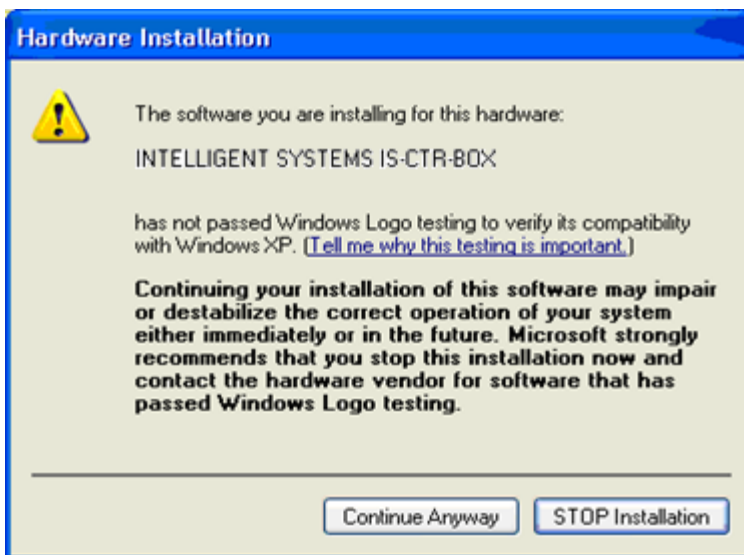 Hardware Installation
The software you are installing for this hardware:
INTELLIGENT SYSTEMS IS-CTR-BOX
has not passed Windows Logo testing to verify its compatibility
with Windows XP. (Tell me why this testing is important.)
Continuing your installation of this software may impair
or destabilize the correct operation of your system
either immediately or in the future. Microsoft strongly
recommends that you stop this installation now and
contact the hardware vendor for software that has
passed Windows Logo testing.
Continue Anyway
STOP Installation